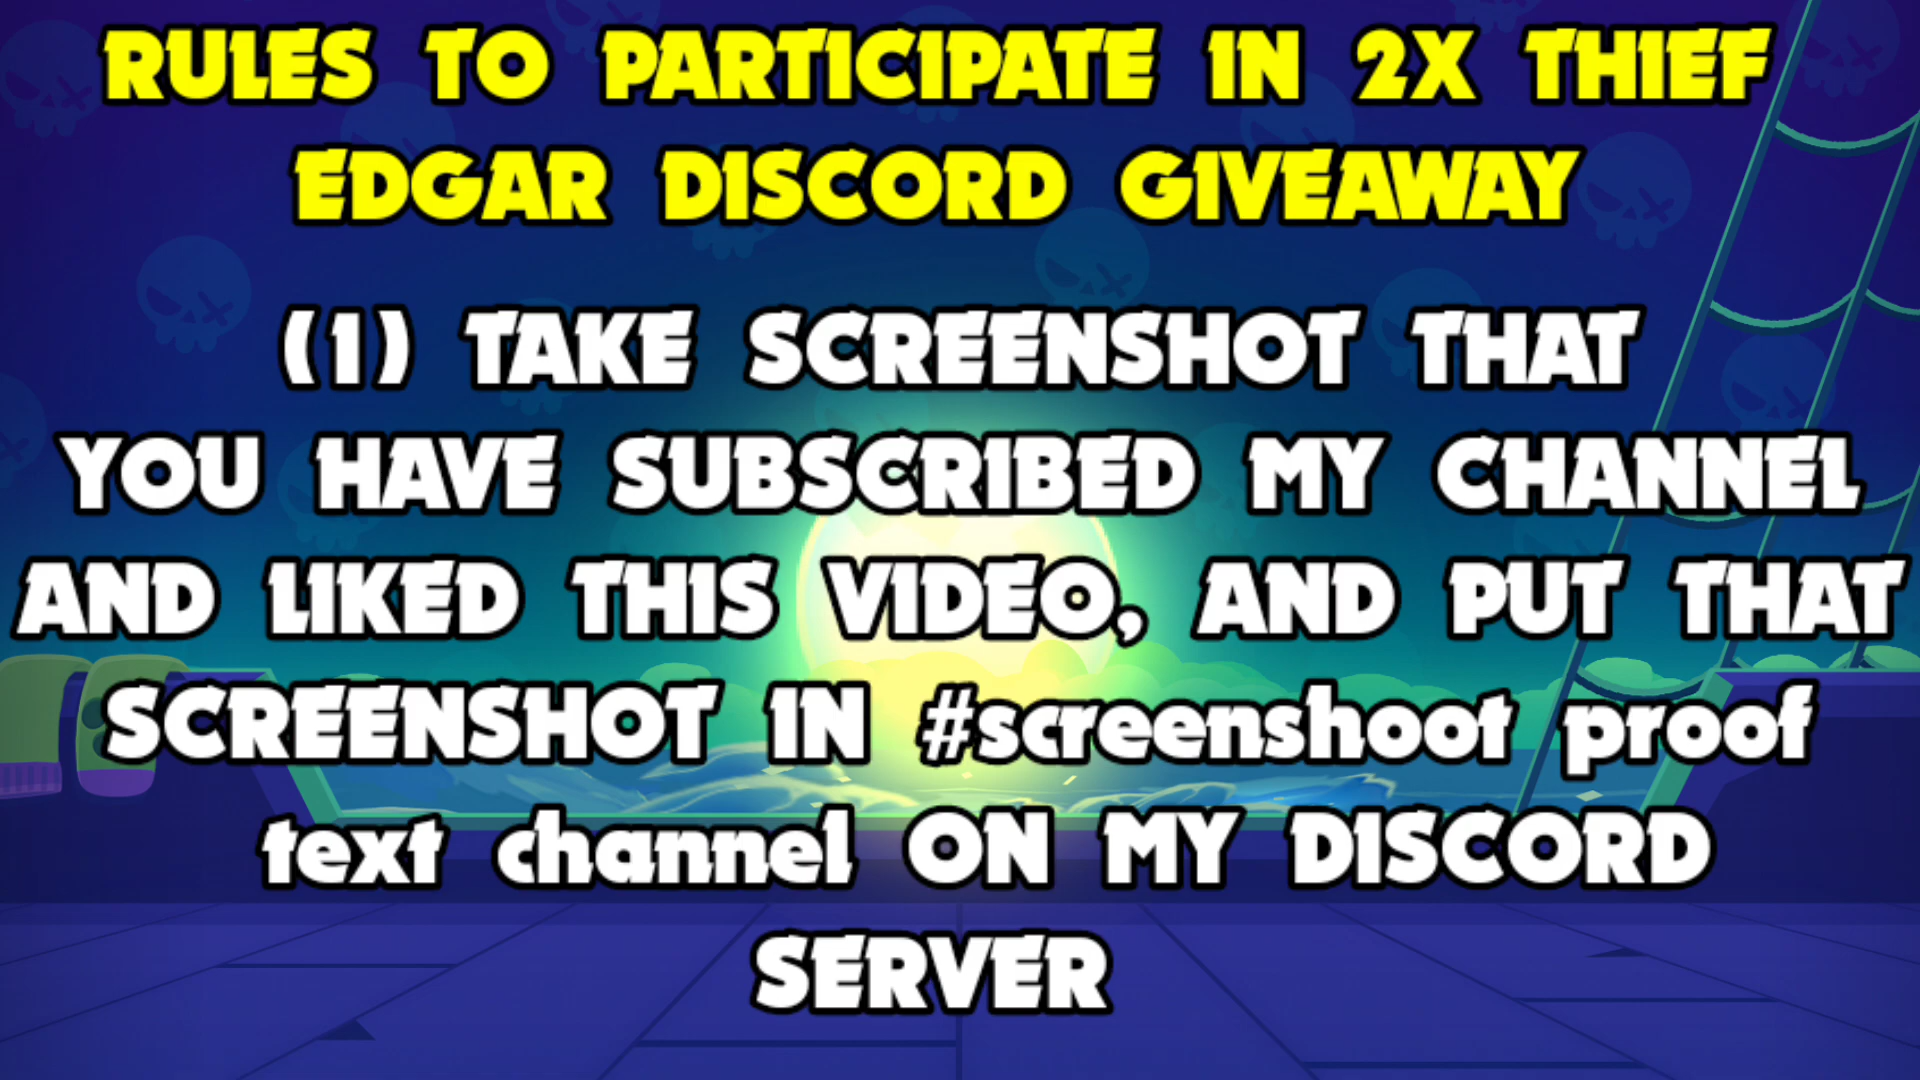 RULES TO PARTICIPATE IN 2X THIEF
EDGAR DISCORD GIVEAWAY
(1) TAKE SCREENSHOT THAT
YOU HAVE SUBSCRIBED MY CHANNEL
AND LIKED THIS VIDEO, AND PUT THAT
SCREENSHOT IN #screenshoot proof
text channel ON MY DISCORD
SERVER